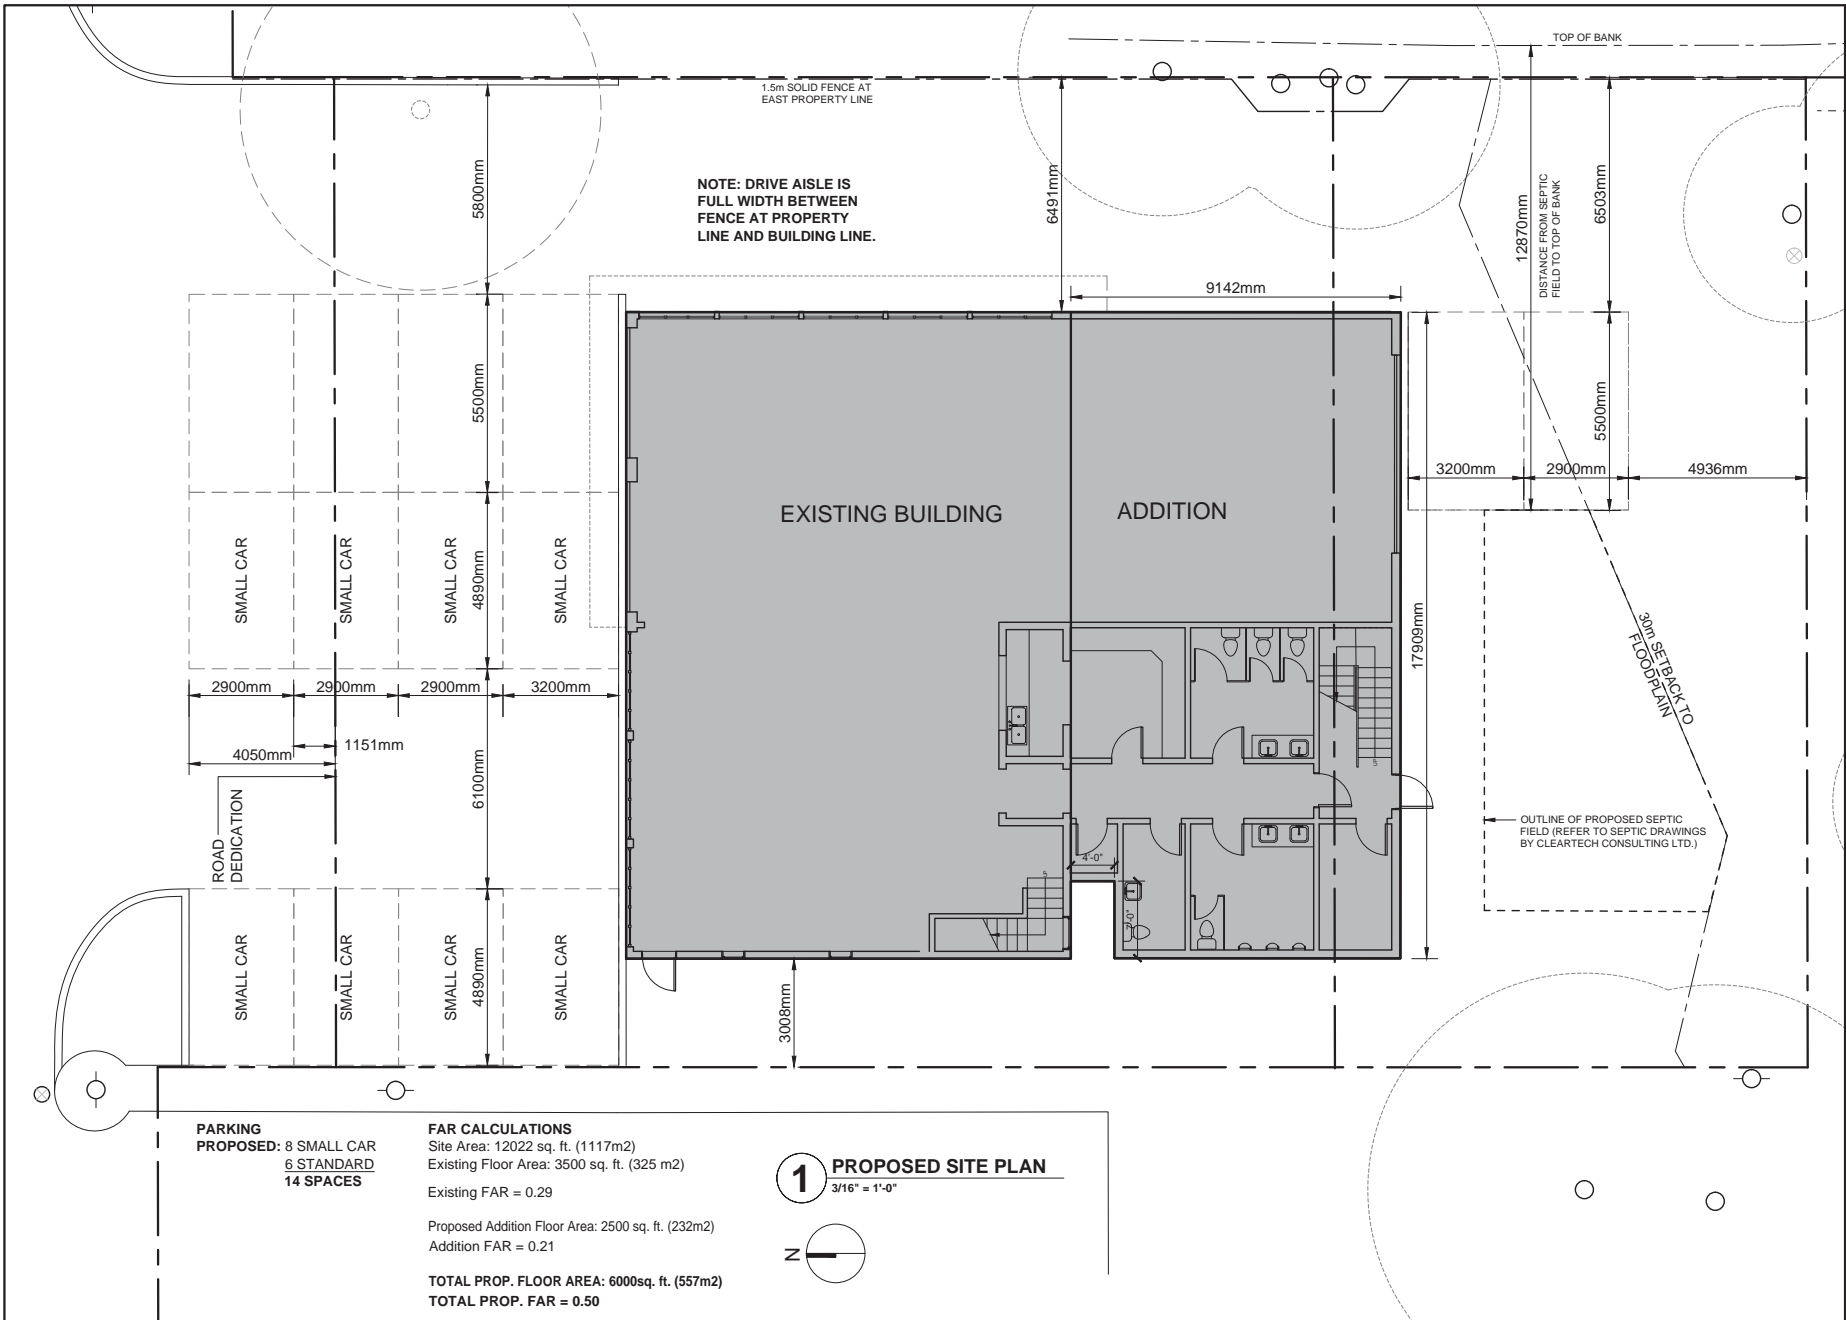 TOP OF BANK
1.5m SOLID FENCE AT
EAST PROPERTY LINE
NOTE: DRIVE AISLE IS
FULL WIDTH BETWEEN
FENCE AT PROPERTY
LINE AND BUILDING LINE.
5800mm
6491mm
12870mm
DISTANCE FROM SEPTIC
FIELD TO TOP OF BANK
6503mm
9142mm
5500mm
5500mm
3200mm
2900mm
4936mm
EXISTING BUILDING
ADDITION
SMALL CAR
SMALL CAR
SMALL CAR
4890mm
SMALL CAR
17909mm
30m SETBACK TO
FLOODPLAIN
2900mm
2900mm
2900mm
3200mm
1151mm
4050mm
6100mm
ROAD
DEDICATION
OUTLINE OF PROPOSED SEPTIC
FIELD (REFER TO SEPTIC DRAWINGS
BY CLEARTECH CONSULTING LTD.)
4'-0"
7'-0"
SMALL CAR
SMALL CAR
SMALL CAR
4890mm
SMALL CAR
3008mm
PARKING
PROPOSED: 8 SMALL CAR
6 STANDARD
14 SPACES
FAR CALCULATIONS
Site Area: 12022 sq. ft. (1117m2)
Existing Floor Area: 3500 sq. ft. (325 m2)
Existing FAR = 0.29
Proposed Addition Floor Area: 2500 sq. ft. (232m2)
Addition FAR = 0.21
TOTAL PROP. FLOOR AREA: 6000sq. ft. (557m2)
TOTAL PROP. FAR = 0.50
1
PROPOSED SITE PLAN
3/16" = 1'-0"
N